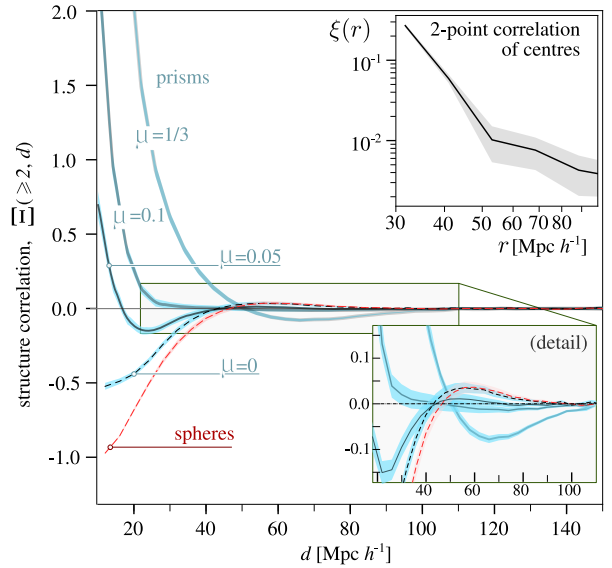 2.0
1.5
1.0
0.5
0.0
-0.5
-1.0
structure correlation, Ξ(⩾2, d)
prisms
μ=1/3
μ=0.1
μ=0.05
μ=0
spheres
ξ(r)
2-point correlation
of centres
10⁻¹
10⁻²
30 40 50 60 70 80
r [Mpc h⁻¹]
(detail)
0.1
0.0
-0.1
40 60 80 100
20 40 60 80 100 120 140
d [Mpc h⁻¹]